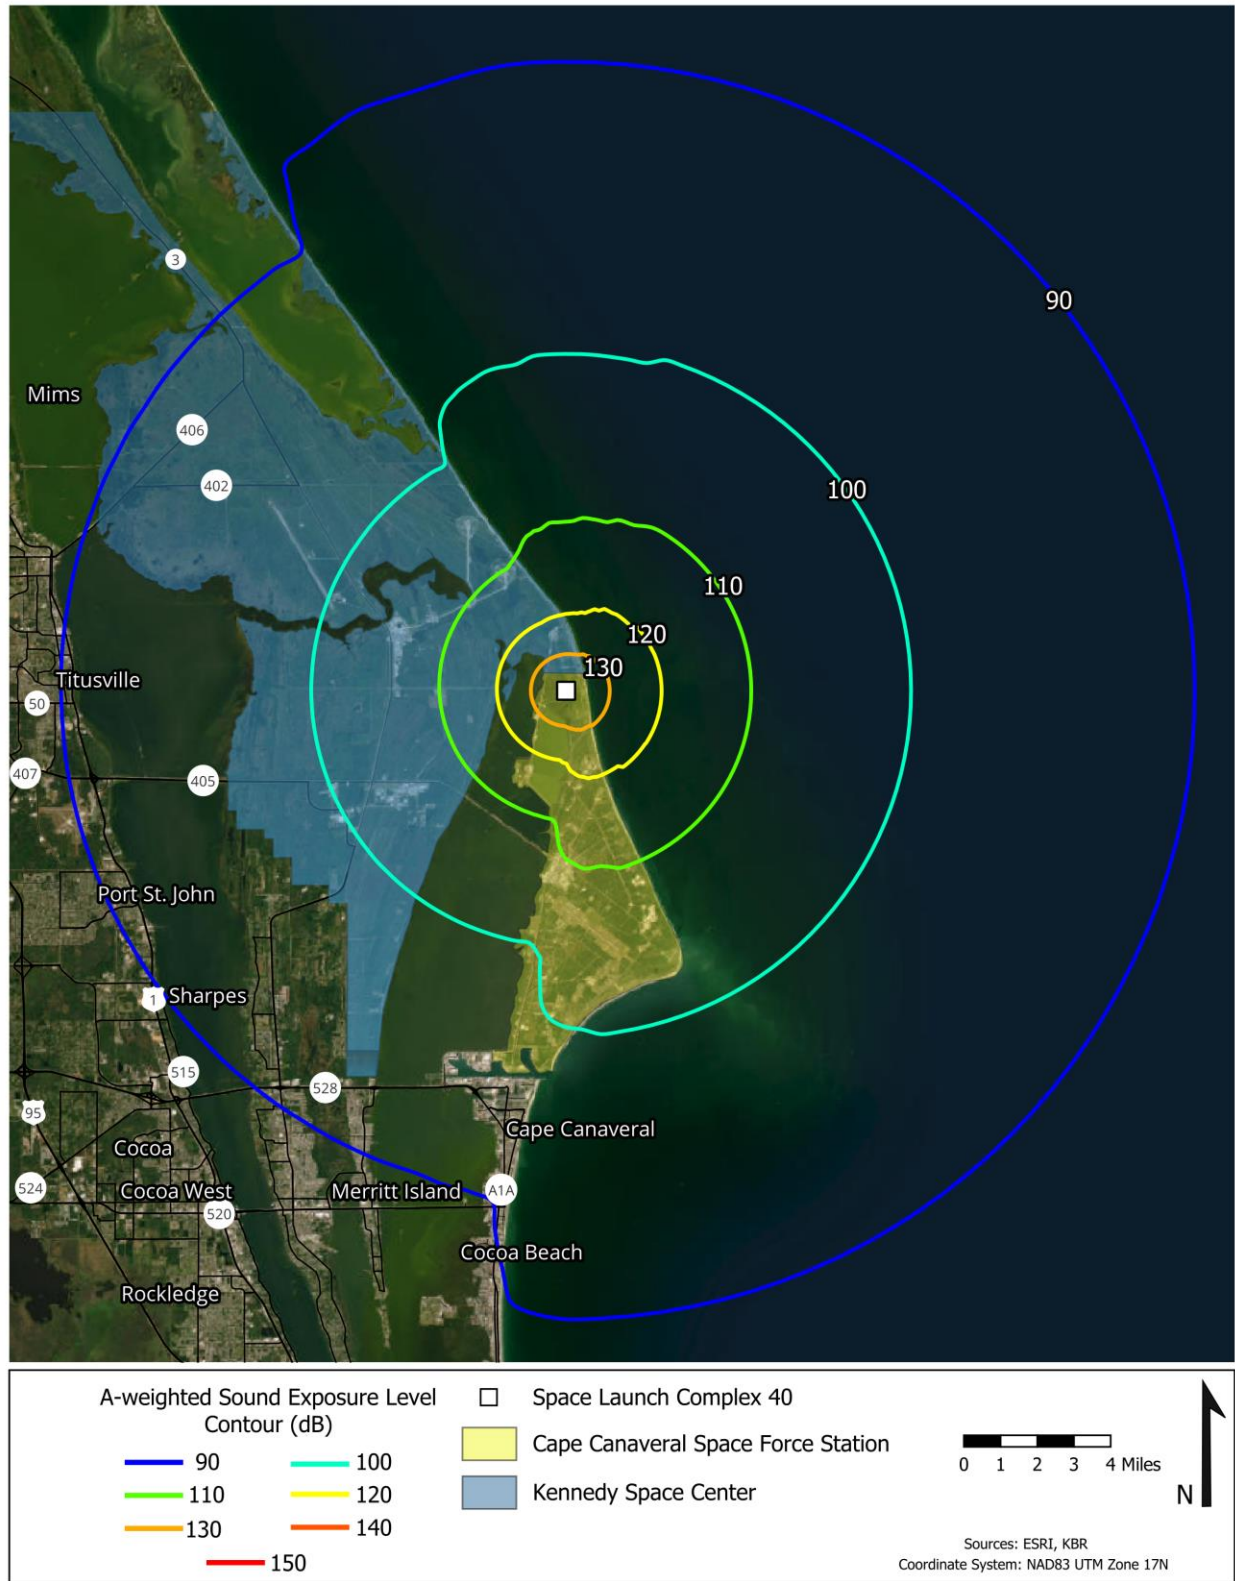 90
3
Mims
406
402
100
110
120
130
Titusville
50
407
405
Port St. John
1
Sharpes
515
528
95
Cape Canaveral
Cocoa
524
Cocoa West
Merritt Island
A1A
520
Cocoa Beach
Rockledge
A-weighted Sound Exposure Level
Contour (dB)
90
100
110
120
130
140
150
Space Launch Complex 40
Cape Canaveral Space Force Station
Kennedy Space Center
0 1 2 3 4 Miles
N
Sources: ESRI, KBR
Coordinate System: NAD83 UTM Zone 17N